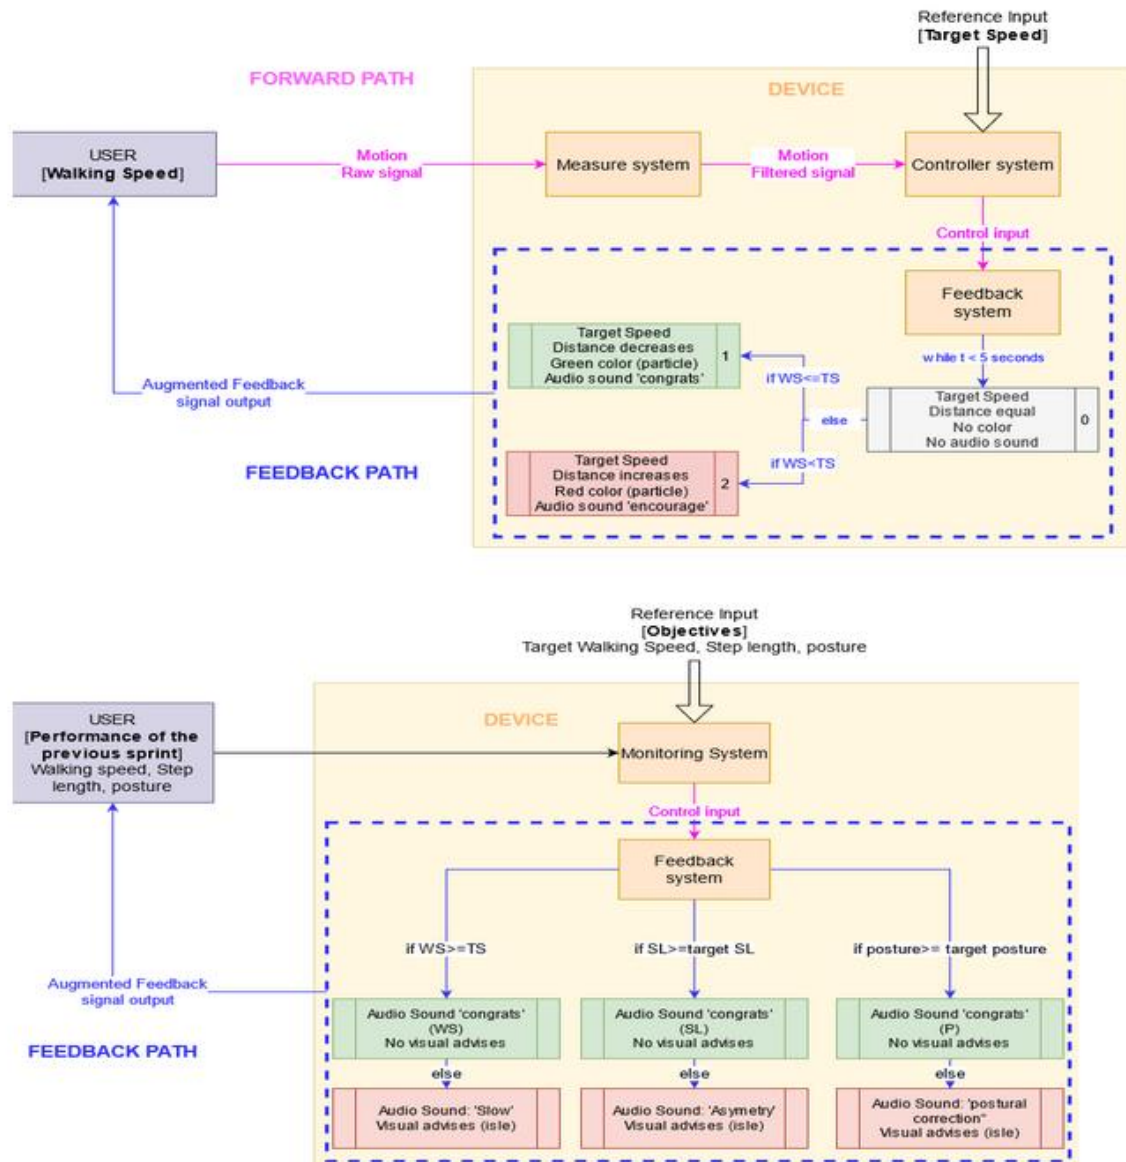 Reference Input
[Target Speed]
FORWARD PATH
DEVICE
USER
[Walking Speed]
Motion
Raw signal
Measure system
Motion
Filtered signal
Controller system
Control input
Feedback
system
while t < 5 seconds
Target Speed
Distance equal
No color
No audio sound
0
else
if WS<=TS
Target Speed
Distance decreases
Green color (particle)
Audio sound 'congrats'
1
if WS<TS
Target Speed
Distance increases
Red color (particle)
Audio sound 'encourage'
2
Augmented Feedback
signal output
FEEDBACK PATH
Reference Input
[Objectives]
Target Walking Speed, Step length, posture
DEVICE
USER
[Performance of the
previous sprint]
Walking speed, Step
length, posture
Monitoring System
Control input
Feedback
system
if WS>=TS
if SL>=target SL
if posture>= target posture
Augmented Feedback
signal output
FEEDBACK PATH
Audio Sound 'congrats'
(WS)
No visual advises
Audio Sound 'congrats'
(SL)
No visual advises
Audio Sound 'congrats'
(P)
No visual advises
else
else
else
Audio Sound: 'Slow'
Visual advises (isle)
Audio Sound: 'Asymetry'
Visual advises (isle)
Audio Sound: 'postural
correction"
Visual advises (isle)